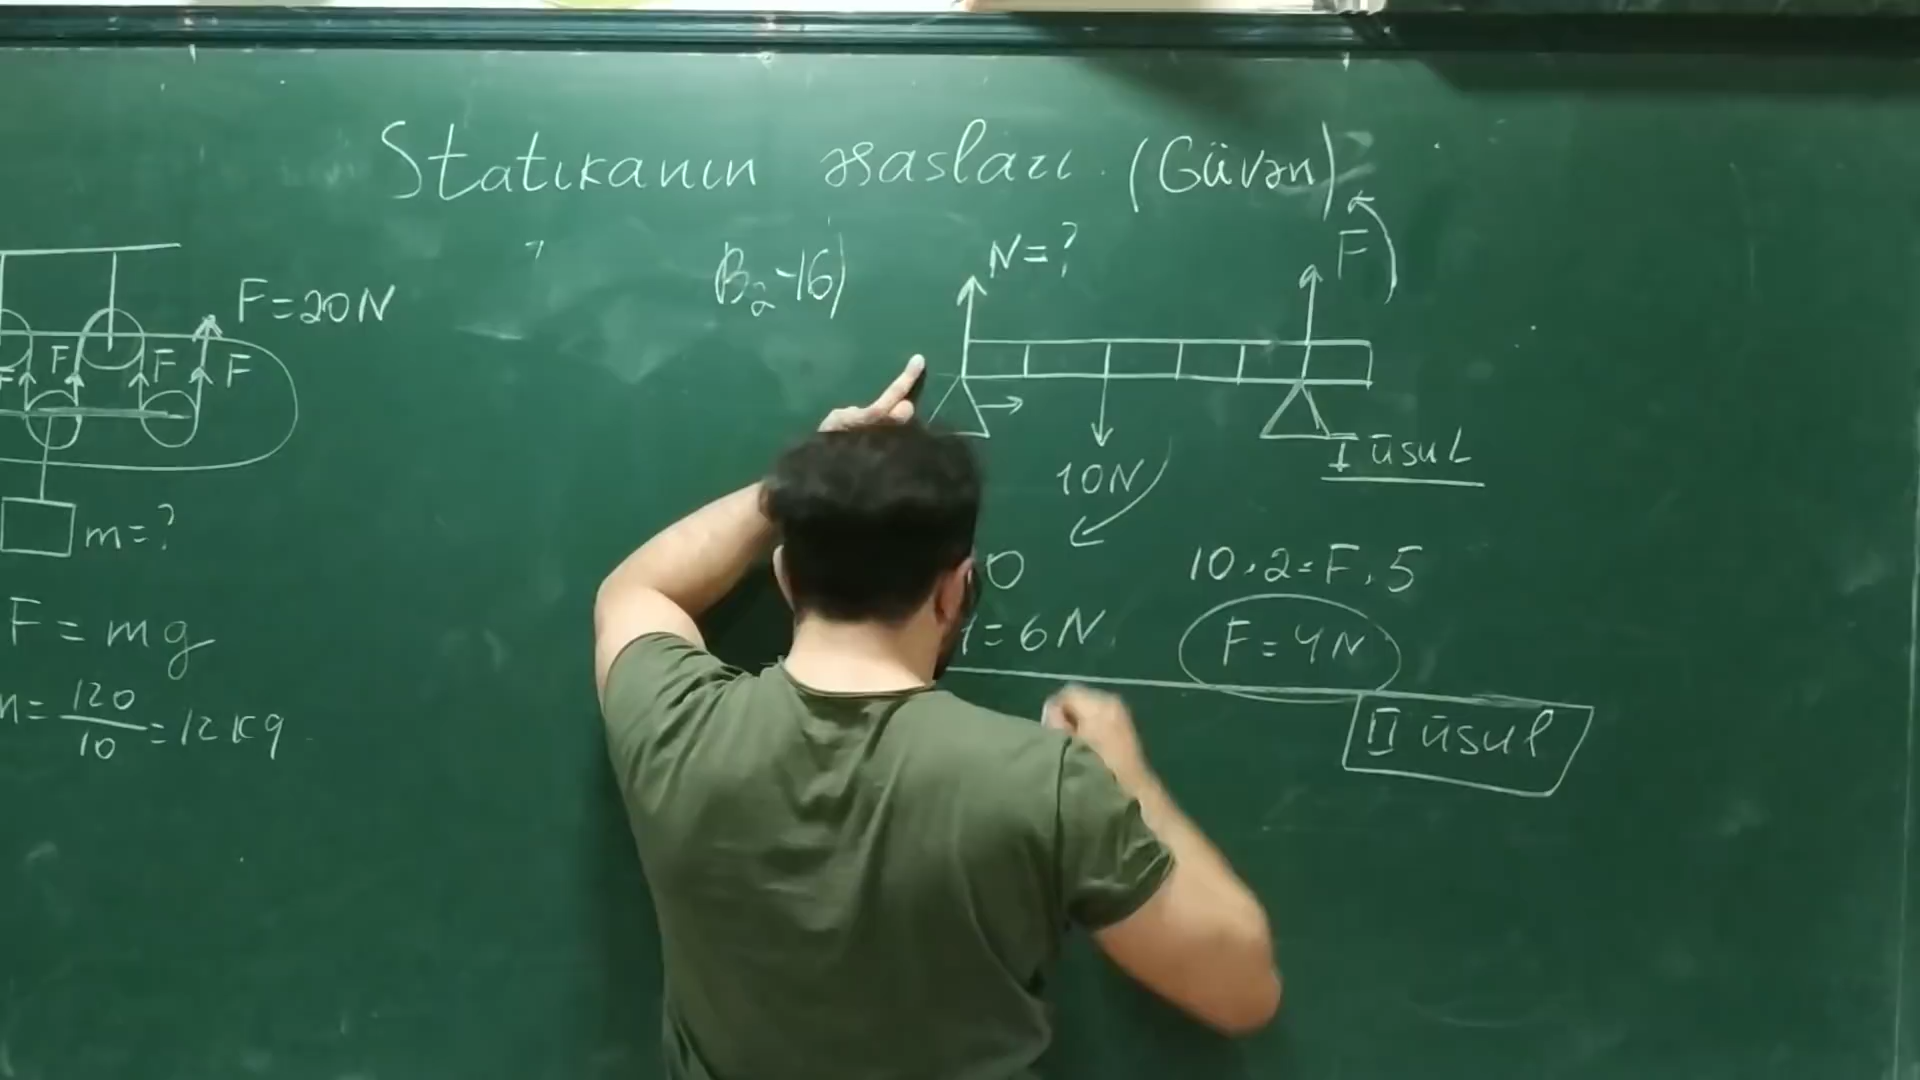 Statıkanın əsasları. (Güvən)
B2-16)
N=?
F
F=20N
F
F
F
F
10N
I üsul
m=?
0
10·2=F·5
F=mg
=6N
F=4N
m=120/10=12kg
II üsul